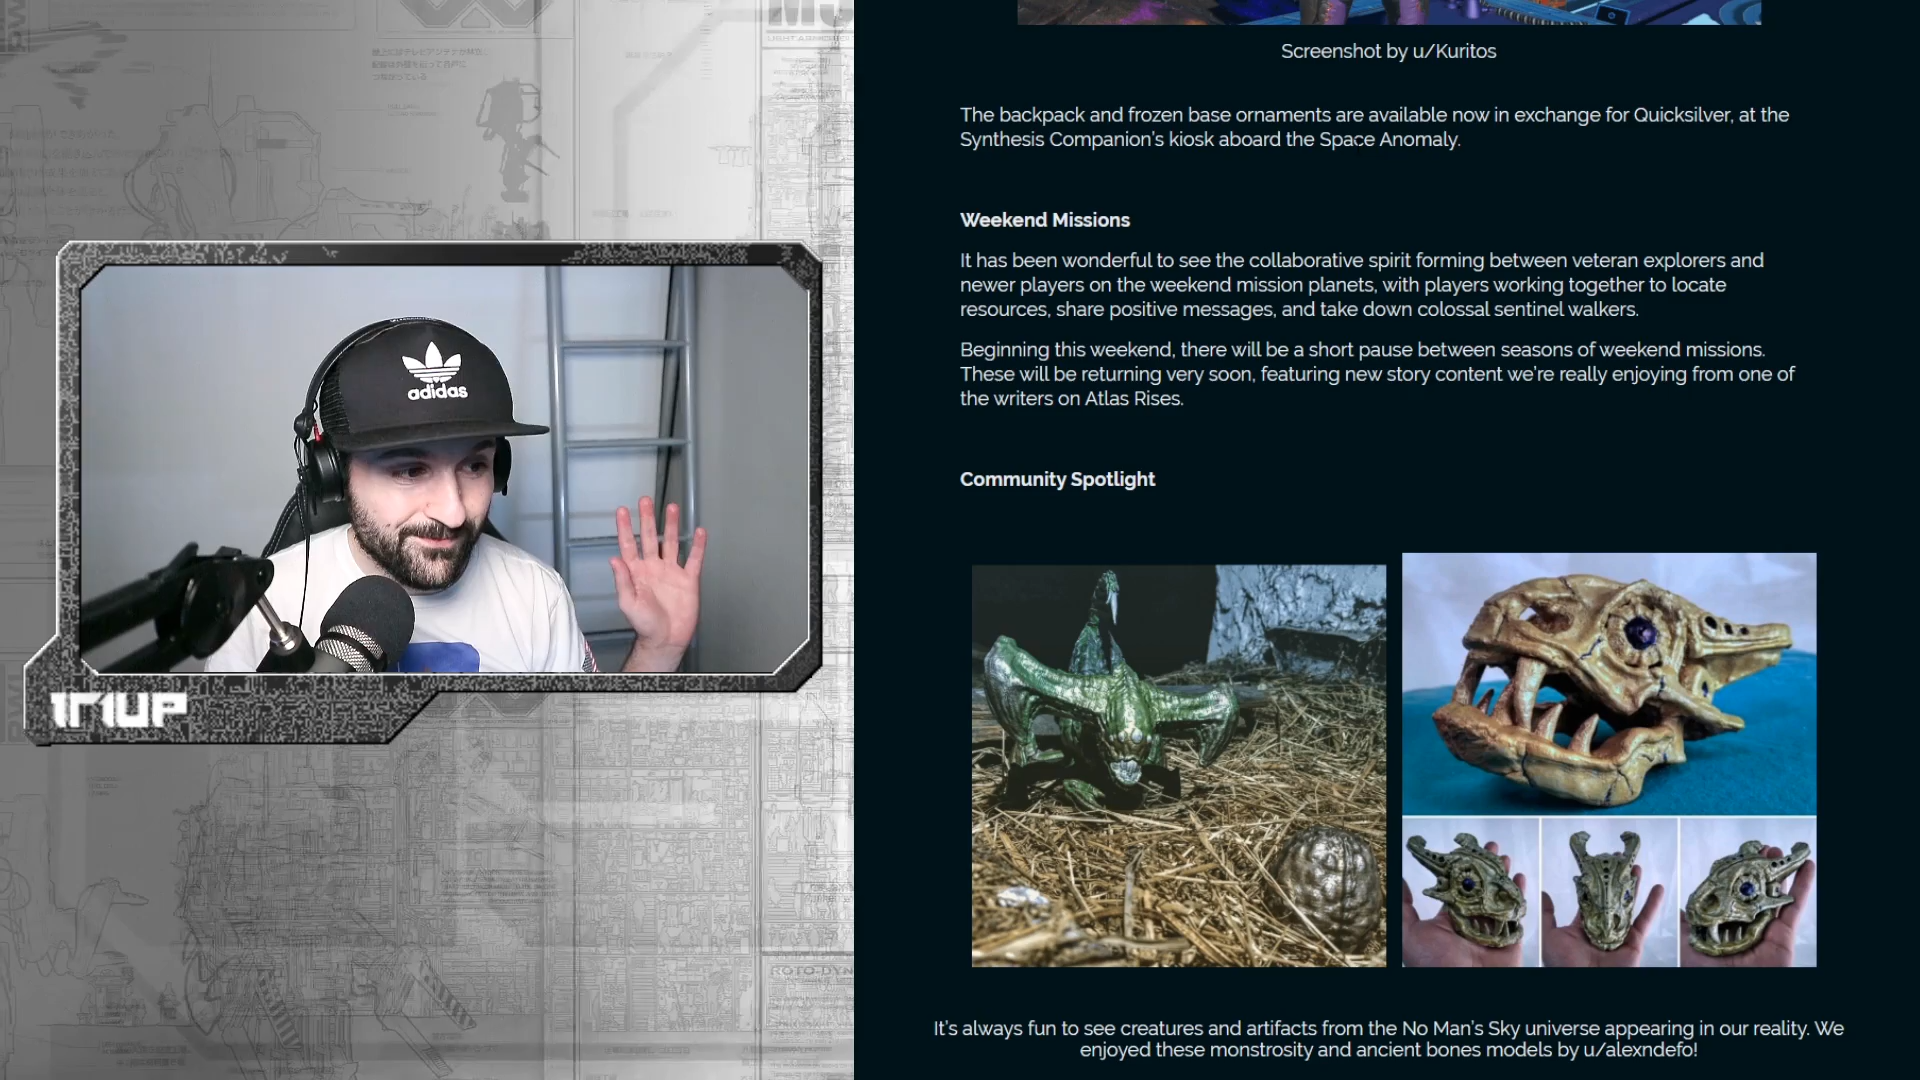 Screenshot by u/Kuritos
The backpack and frozen base ornaments are available now in exchange for Quicksilver, at the
Synthesis Companion's kiosk aboard the Space Anomaly.
Weekend Missions
It has been wonderful to see the collaborative spirit forming between veteran explorers and
newer players on the weekend mission planets, with players working together to locate
resources, share positive messages, and take down colossal sentinel walkers.
Beginning this weekend, there will be a short pause between seasons of weekend missions.
These will be returning very soon, featuring new story content we're really enjoying from one of
the writers on Atlas Rises.
Community Spotlight
adidas
1M1UP
ROTO-DYN
It's always fun to see creatures and artifacts from the No Man's Sky universe appearing in our reality. We
enjoyed these monstrosity and ancient bones models by u/alexndefo!